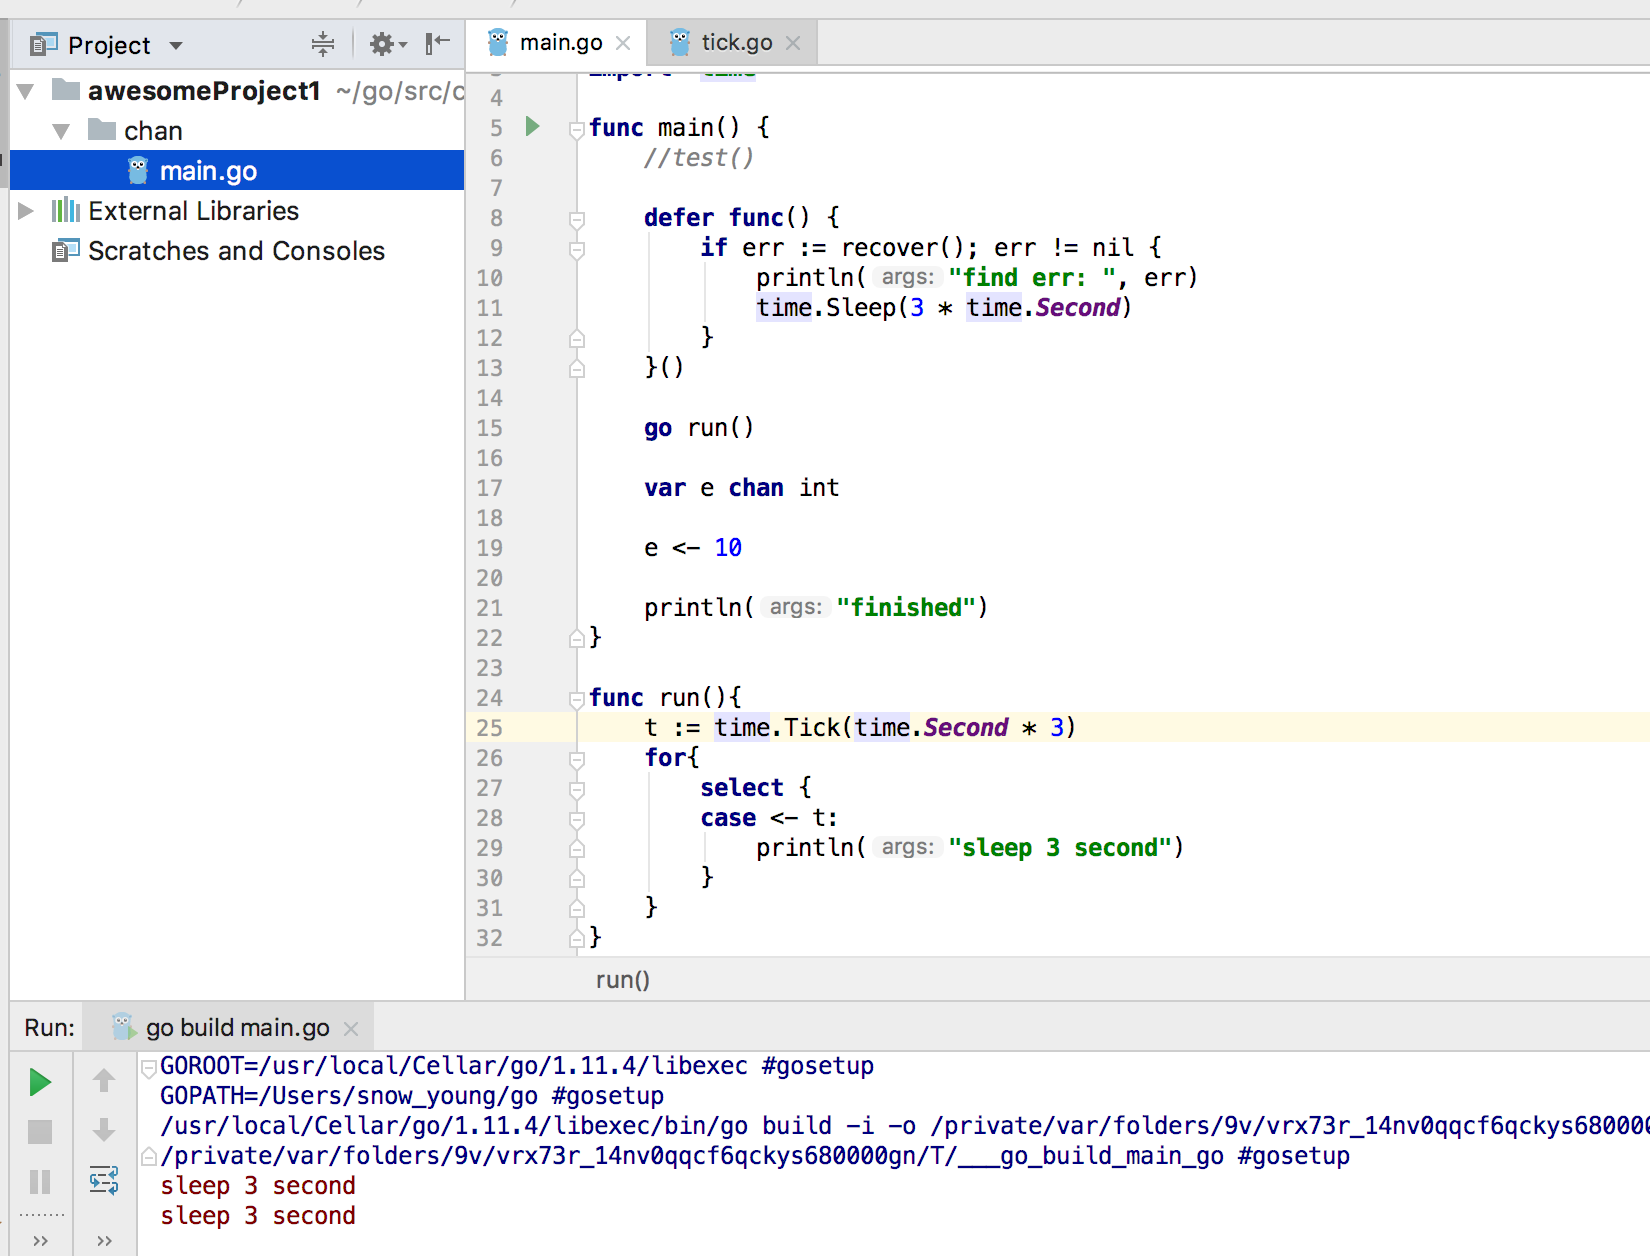 Project
main.go
tick.go
awesomeProject1 ~/go/src/c
chan
main.go
External Libraries
Scratches and Consoles
4
5 func main() {
6 //test()
7
8 defer func() {
9 if err := recover(); err != nil {
10 println( args: "find err: ", err)
11 time.Sleep(3 * time.Second)
12 }
13 }()
14
15 go run()
16
17 var e chan int
18
19 e <- 10
20
21 println( args: "finished")
22 }
23
24 func run(){
25 t := time.Tick(time.Second * 3)
26 for{
27 select {
28 case <- t:
29 println( args: "sleep 3 second")
30 }
31 }
32 }
run()
Run: go build main.go
GOROOT=/usr/local/Cellar/go/1.11.4/libexec #gosetup
GOPATH=/Users/snow_young/go #gosetup
/usr/local/Cellar/go/1.11.4/libexec/bin/go build -i -o /private/var/folders/9v/vrx73r_14nv0qqcf6qckys680000
/private/var/folders/9v/vrx73r_14nv0qqcf6qckys680000gn/T/___go_build_main_go #gosetup
sleep 3 second
sleep 3 second